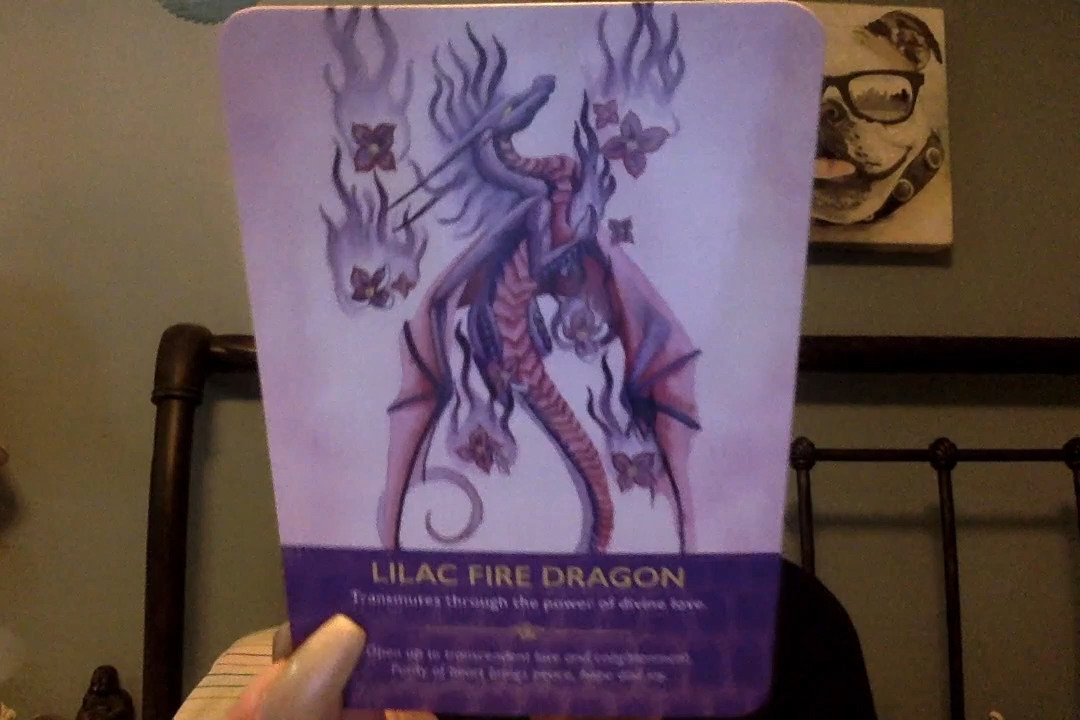 LILAC FIRE DRAGON
Transmutes through the power of divine love.
Open up to transcendent love and enlightenment.
Purity of heart brings peace, hope and joy.